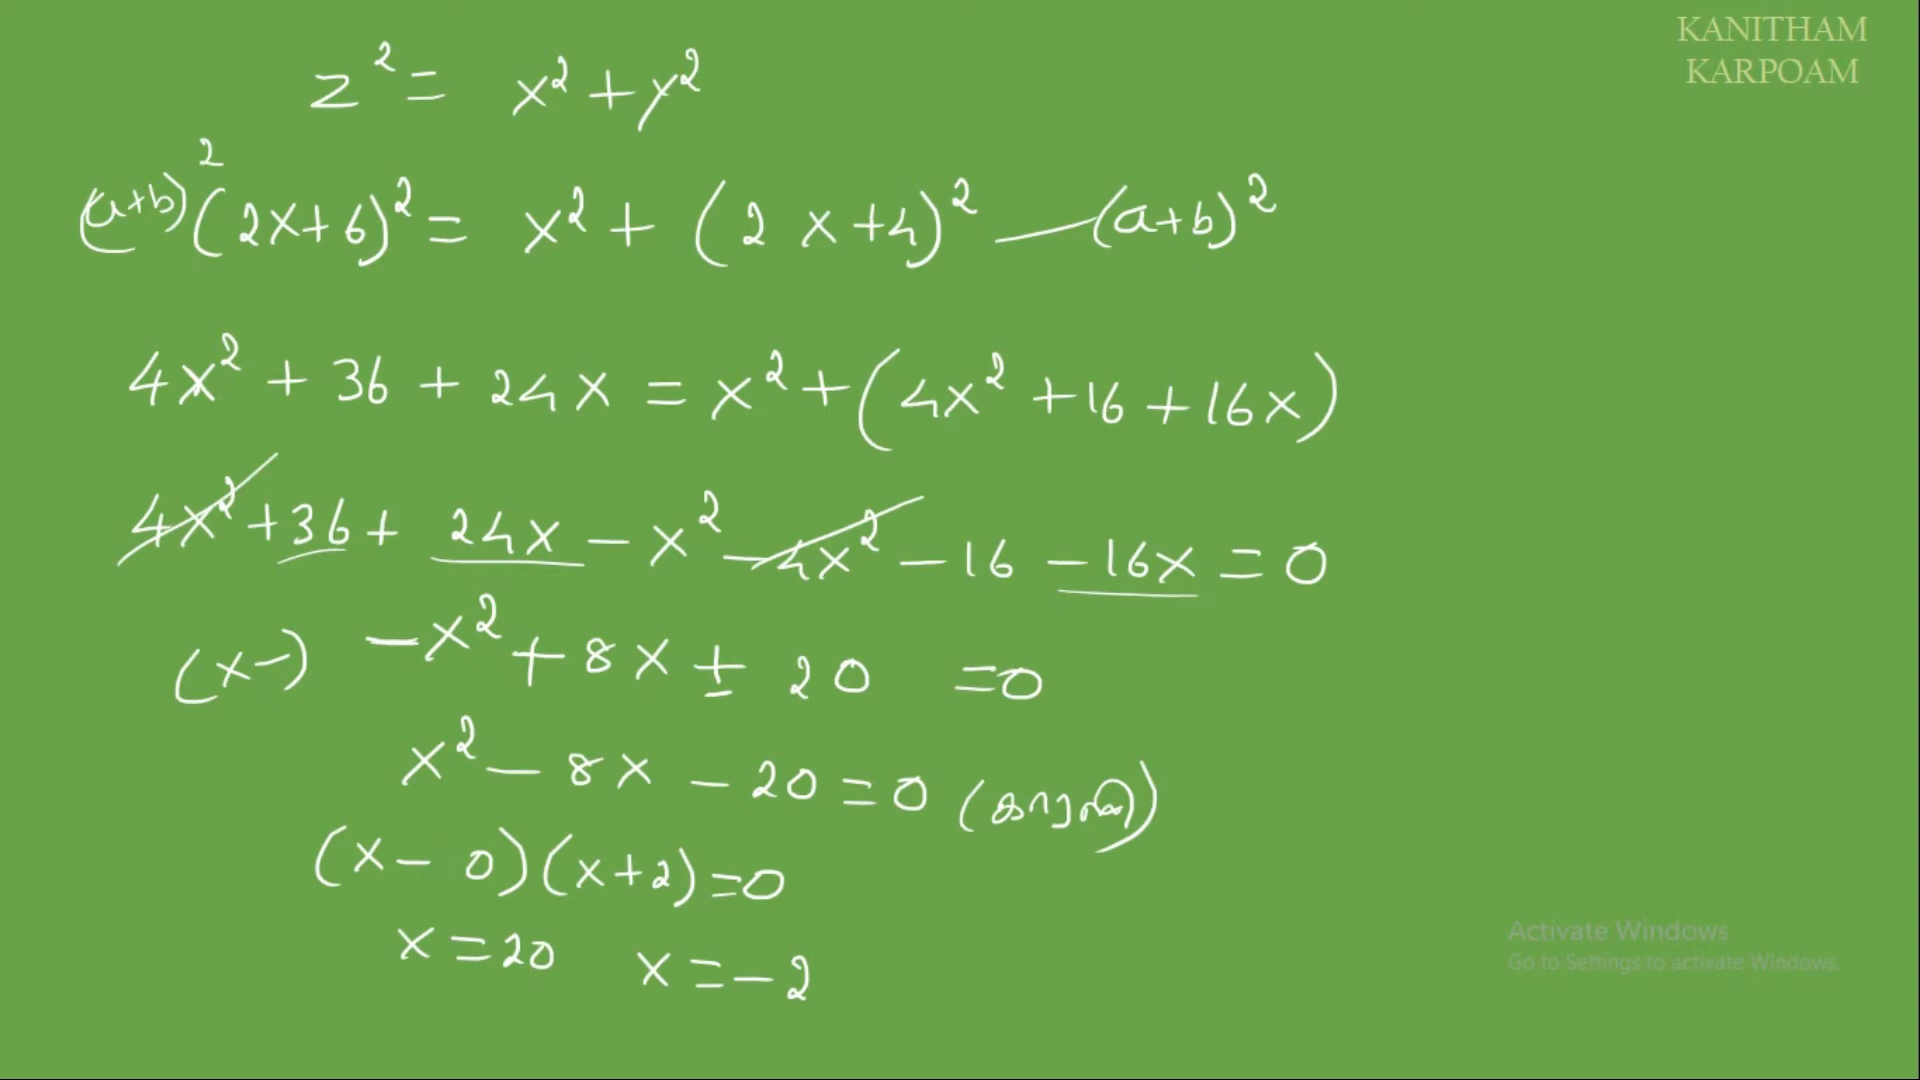 KANITHAM
KARPOAM
z² = x² + y²
(a+b)² (2x+6)² = x² + (2x+4)² — (a+b)²
4x² + 36 + 24x = x² + (4x² + 16 + 16x)
4x² + 36 + 24x − x² − 4x² − 16 − 16x = 0
(x−) −x² + 8x ± 20 = 0
x² − 8x − 20 = 0 (காரணி)
(x − 0)(x+2) = 0
x = 20 x = −2
Activate Windows
Go to Settings to activate Windows.